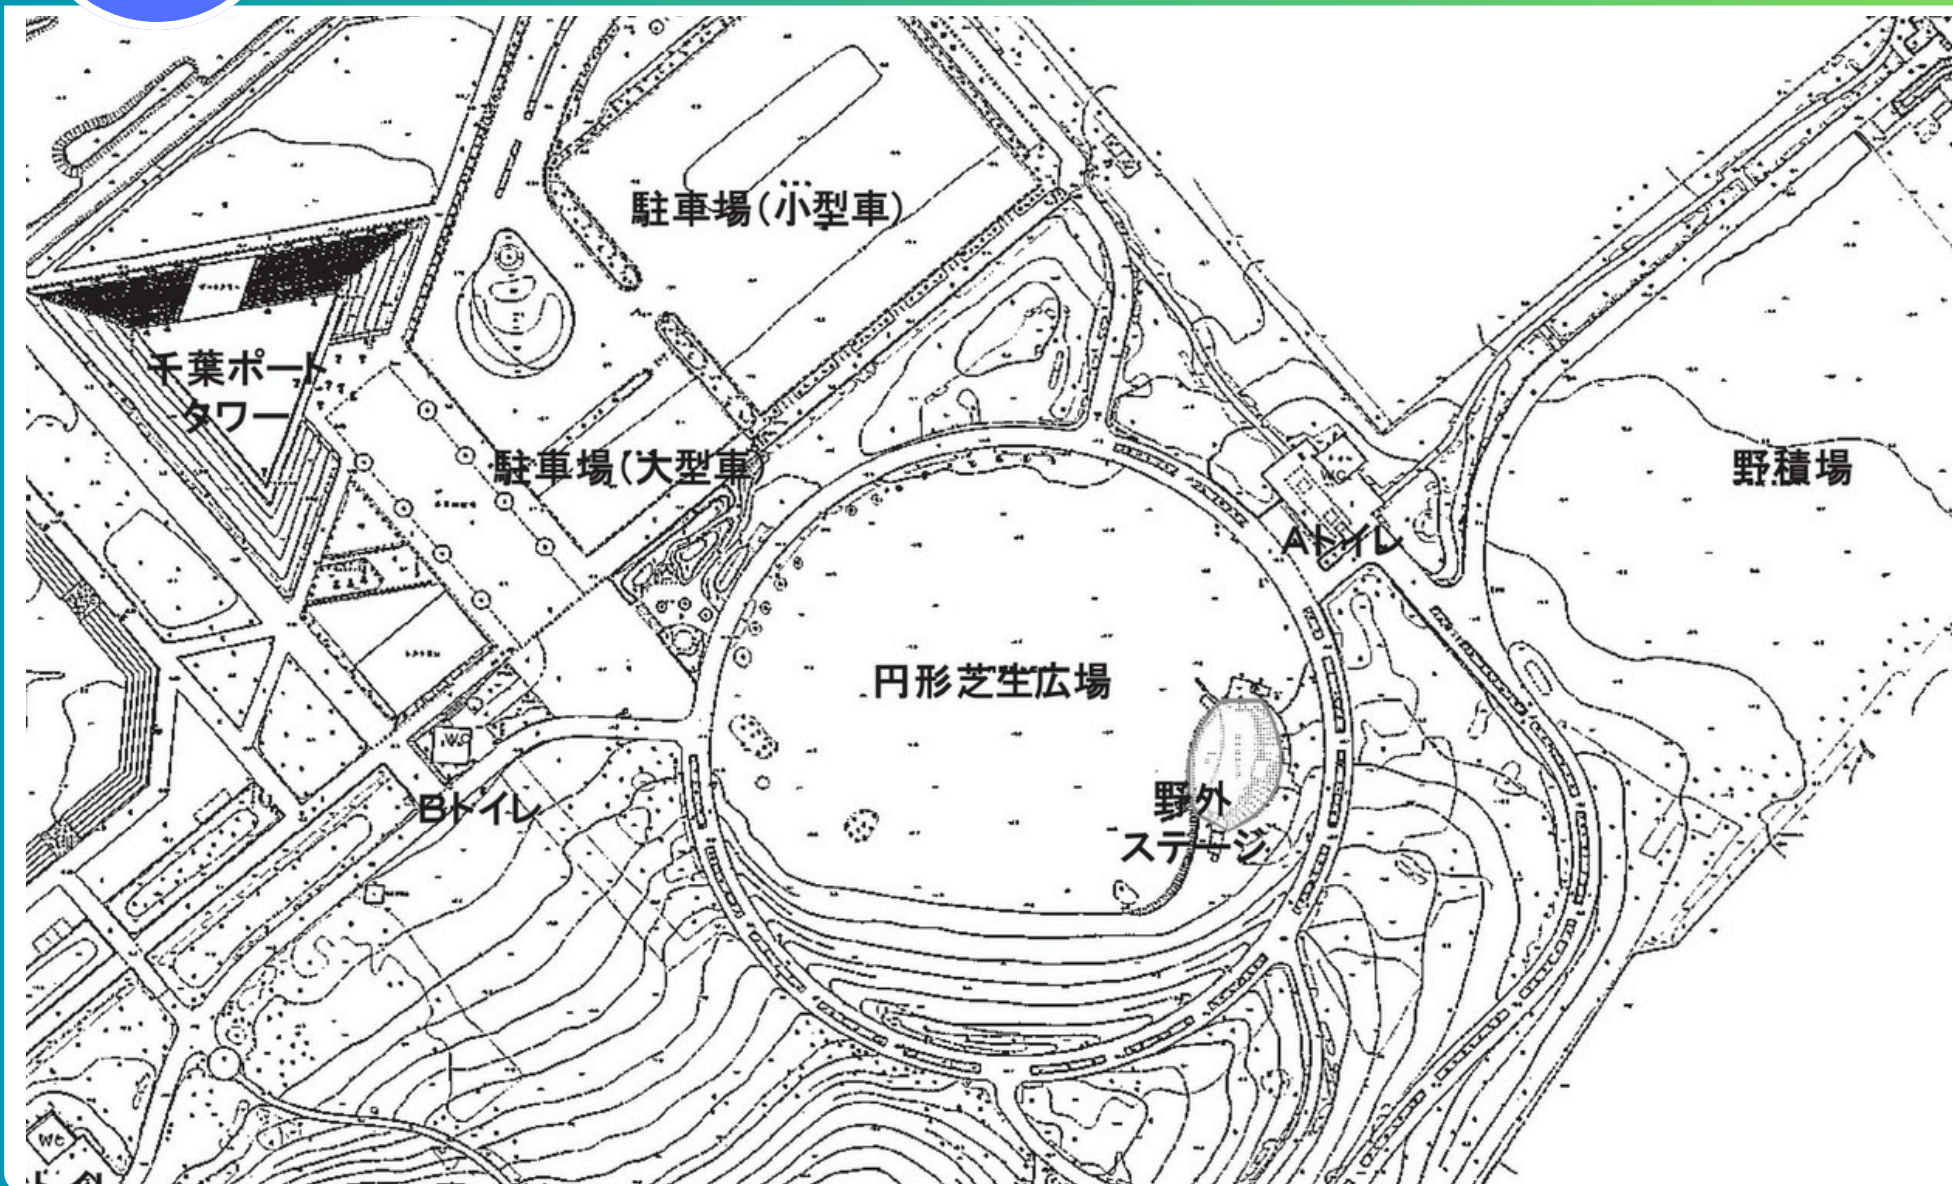 駐車場(小型車)
千葉ポート
タワー
駐車場(大型車)
野積場
WC
Aトイレ
円形芝生広場
WC
Bトイレ
野外
ステージ
WC